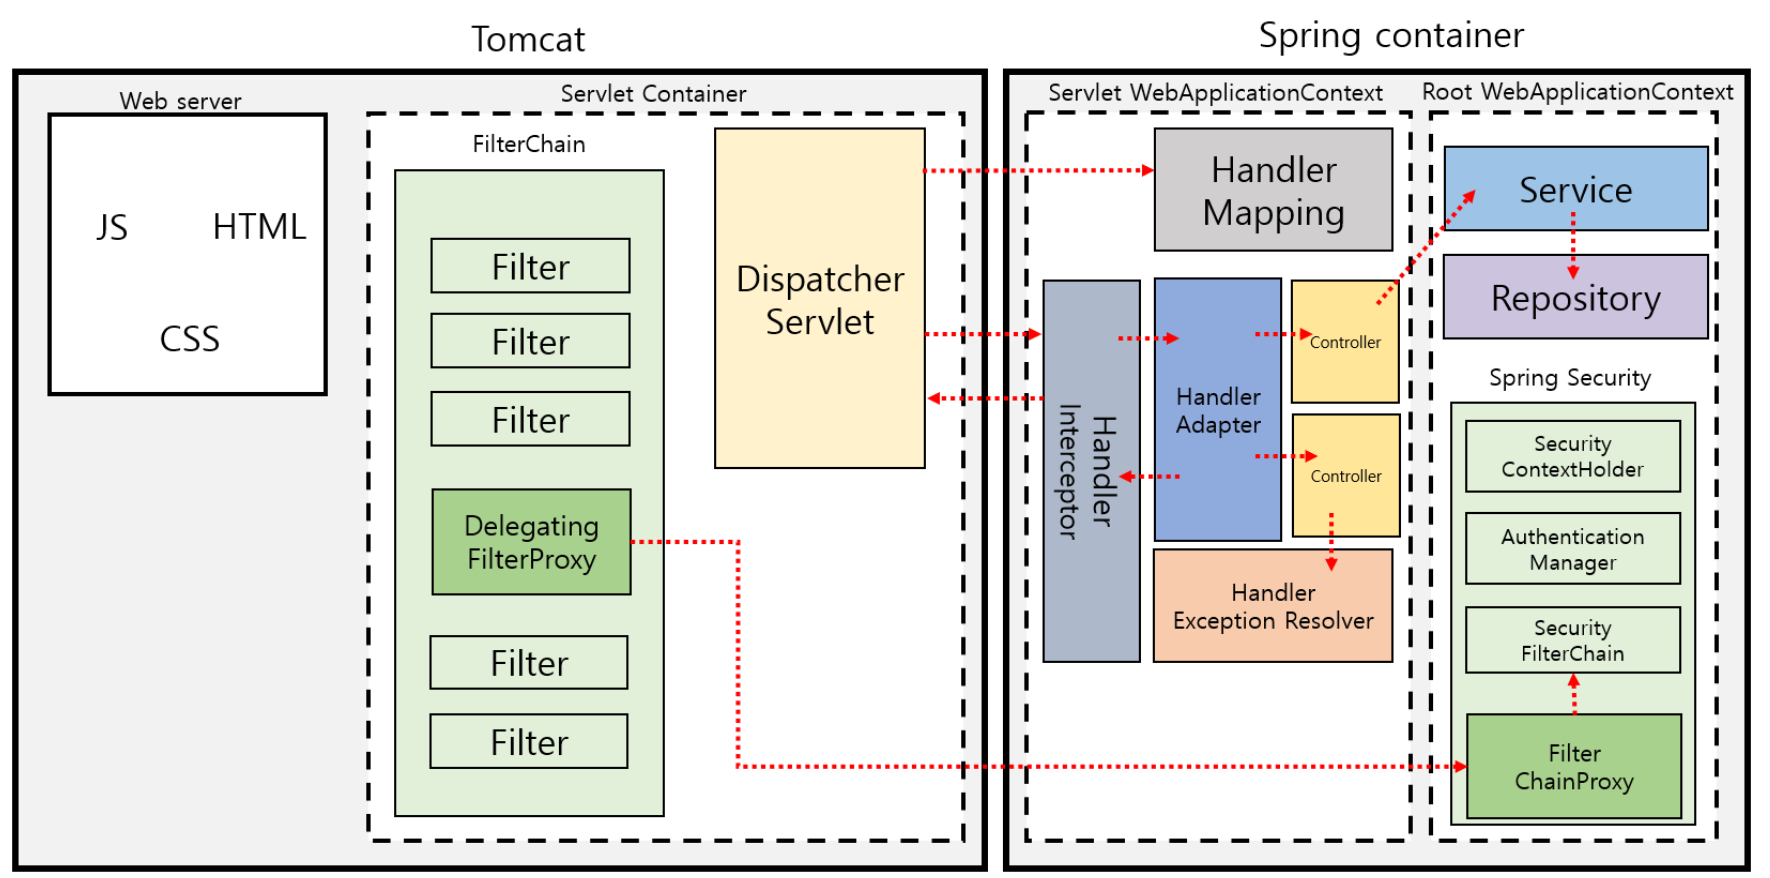 Tomcat
Spring container
Web server
Servlet Container
Servlet WebApplicationContext
Root WebApplicationContext
JS
HTML
CSS
FilterChain
Filter
Filter
Filter
Delegating
FilterProxy
Filter
Filter
Dispatcher
Servlet
Handler
Mapping
Handler
Interceptor
Handler
Adapter
Controller
Controller
Handler
Exception Resolver
Service
Repository
Spring Security
Security
ContextHolder
Authentication
Manager
Security
FilterChain
Filter
ChainProxy